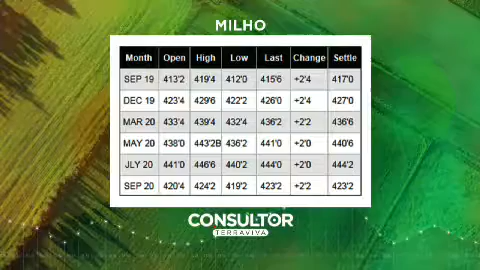 MILHO
Month Open High Low Last Change Settle
SEP 19 413'2 419'4 412'0 415'6 +2'4 417'0
DEC 19 423'4 429'6 422'2 426'0 +2'4 427'0
MAR 20 433'4 439'4 432'4 436'2 +2'2 436'6
MAY 20 438'0 443'2B 436'2 441'0 +2'0 440'6
JLY 20 441'0 446'6 440'2 444'0 +2'0 444'2
SEP 20 420'4 424'2 419'2 423'2 +2'2 423'2
CONSULTOR
TERRAVIVA